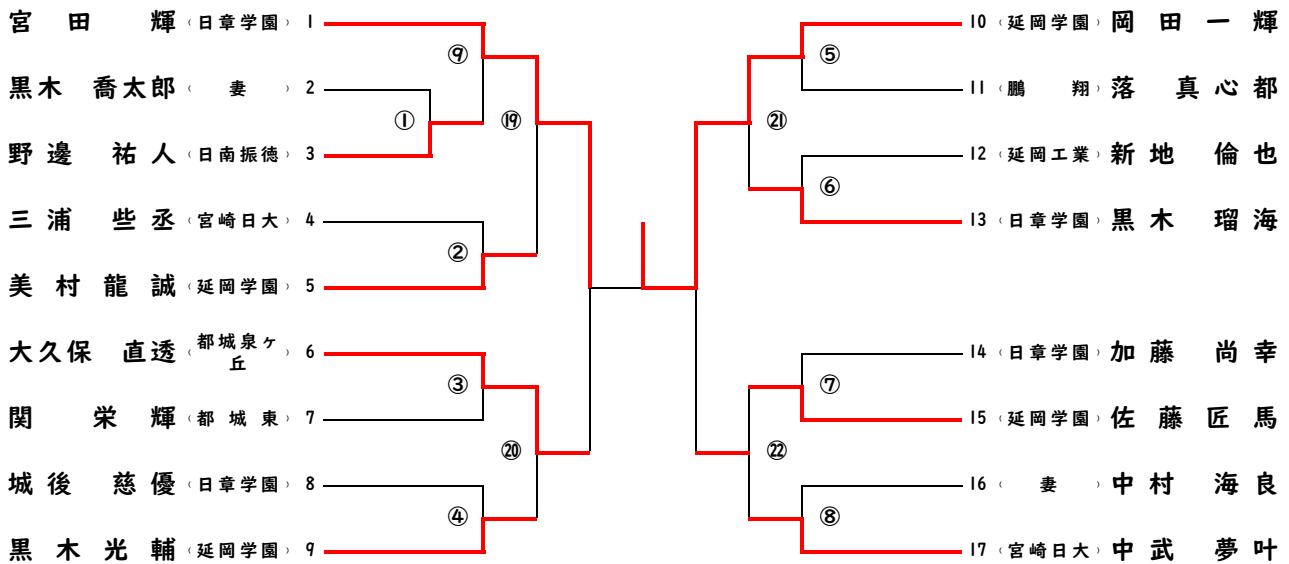 宮田 輝 (日章学園) 1
黒木 喬太郎 (妻) 2
野邊 祐人 (日南振徳) 3
三浦 些丞 (宮崎日大) 4
美村龍誠 (延岡学園) 5
大久保 直透 (都城泉ヶ丘) 6
関 栄輝 (都城東) 7
城後 慈優 (日章学園) 8
黒木光輔 (延岡学園) 9
⑨
①
⑲
②
③
⑳
④
10 (延岡学園) 岡田一輝
11 (鵬翔) 落 真心都
12 (延岡工業) 新地 倫也
13 (日章学園) 黒木 瑠海
14 (日章学園) 加藤 尚幸
15 (延岡学園) 佐藤匠馬
16 (妻) 中村 海良
17 (宮崎日大) 中武 夢叶
⑤
㉑
⑥
⑦
㉒
⑧